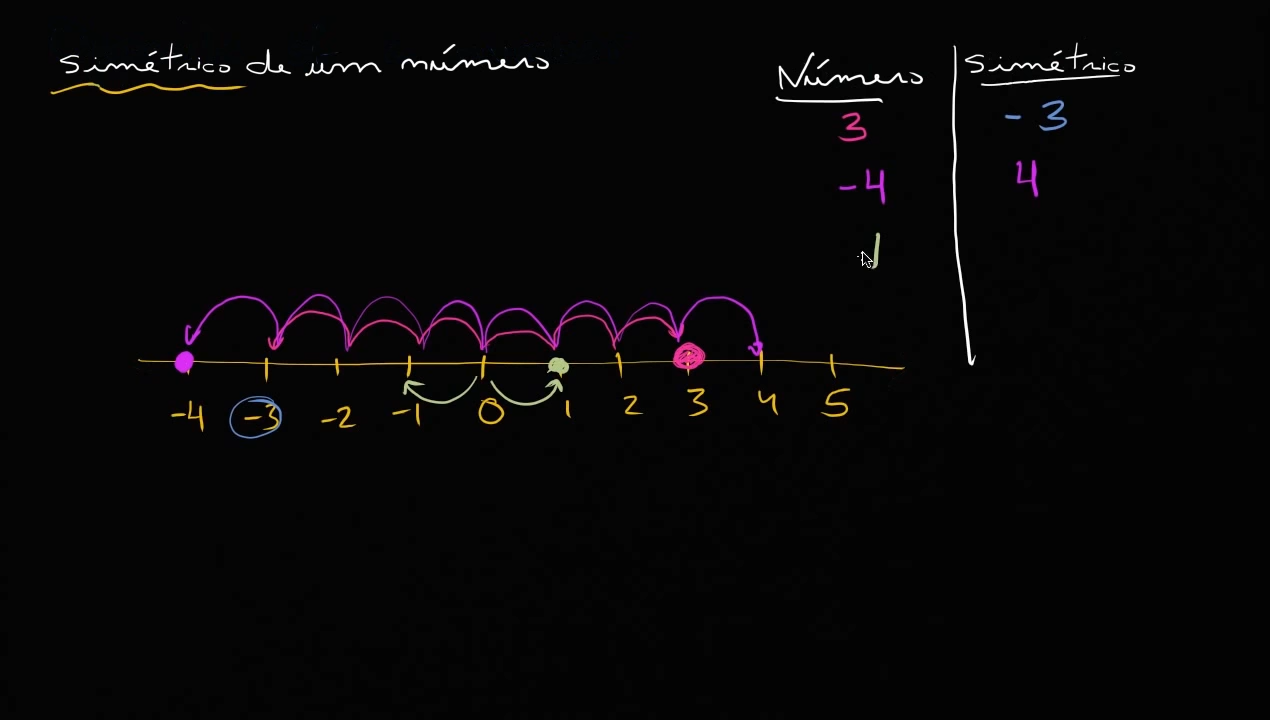 simétrico de um número
Número simétrico
3 -3
-4 4
1
-4 -3 -2 -1 0 1 2 3 4 5